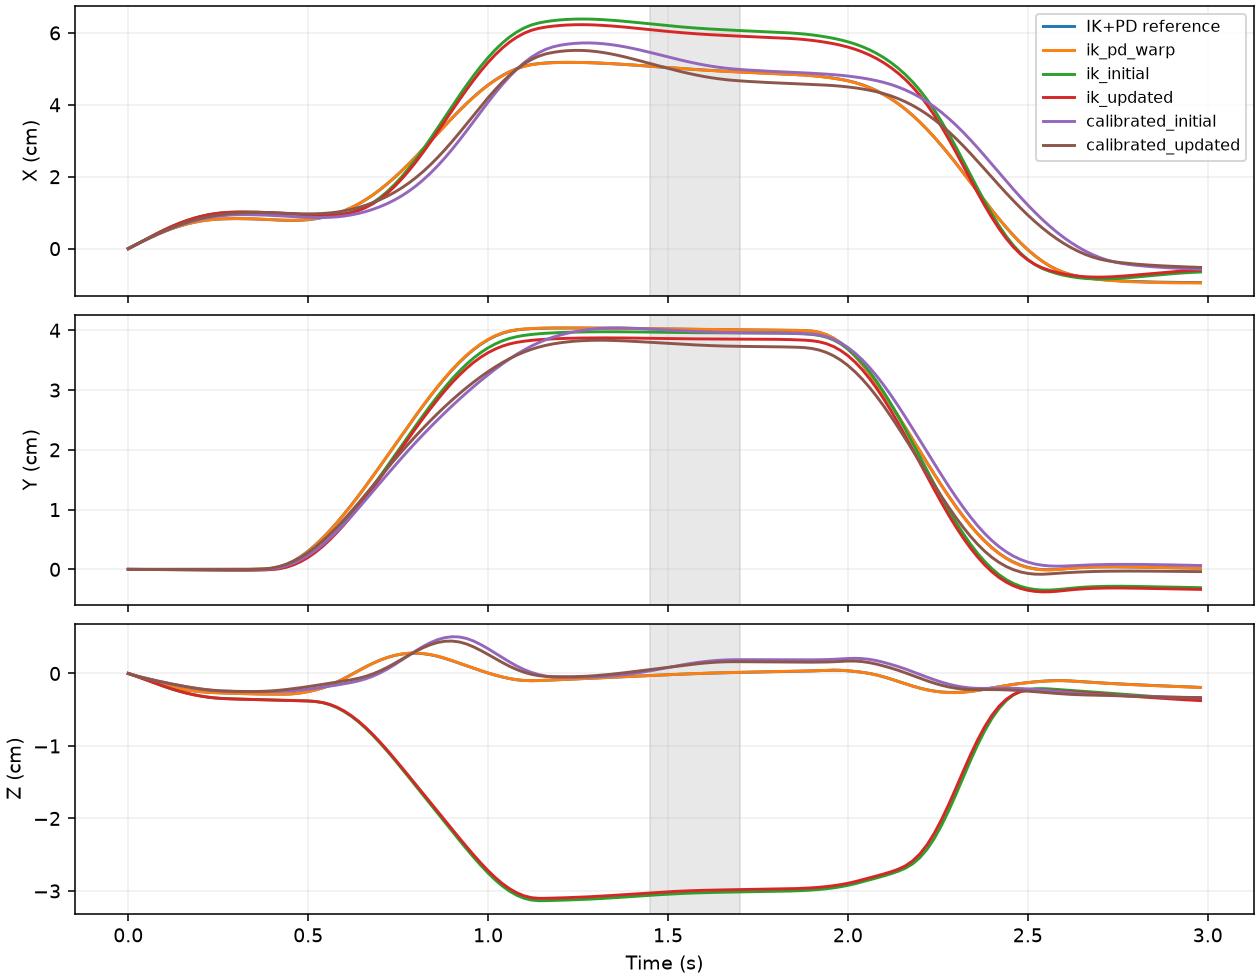 X (cm)
6
4
2
0
IK+PD reference
ik_pd_warp
ik_initial
ik_updated
calibrated_initial
calibrated_updated
Y (cm)
4
3
2
1
0
Z (cm)
0
−1
−2
−3
0.0 0.5 1.0 1.5 2.0 2.5 3.0
Time (s)